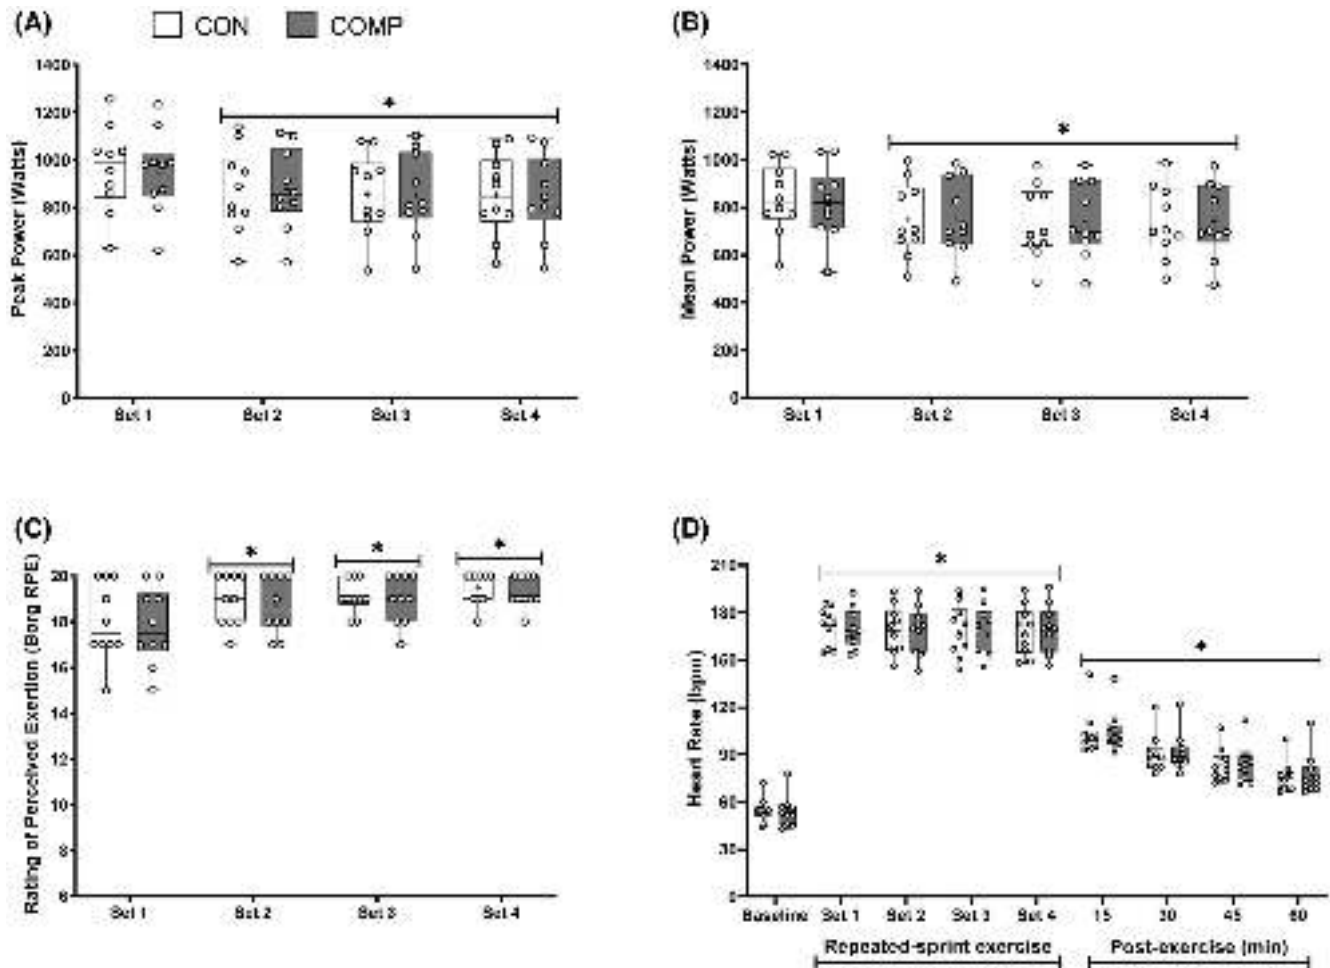 (A)
CON
COMP
1400
1200
1000
800
600
400
200
0
Peak Power (Watts)
Set 1
Set 2
Set 3
Set 4
*
(B)
1400
1200
1000
800
600
400
200
0
Mean Power (Watts)
Set 1
Set 2
Set 3
Set 4
*
(C)
20
18
16
14
12
10
8
6
Rating of Perceived Exertion (Borg RPE)
Set 1
Set 2
Set 3
Set 4
*
*
*
(D)
210
180
150
120
90
60
30
0
Heart Rate (bpm)
*
*
Baseline
Set 1
Set 2
Set 3
Set 4
15
30
45
60
Repeated-sprint exercise
Post-exercise (min)